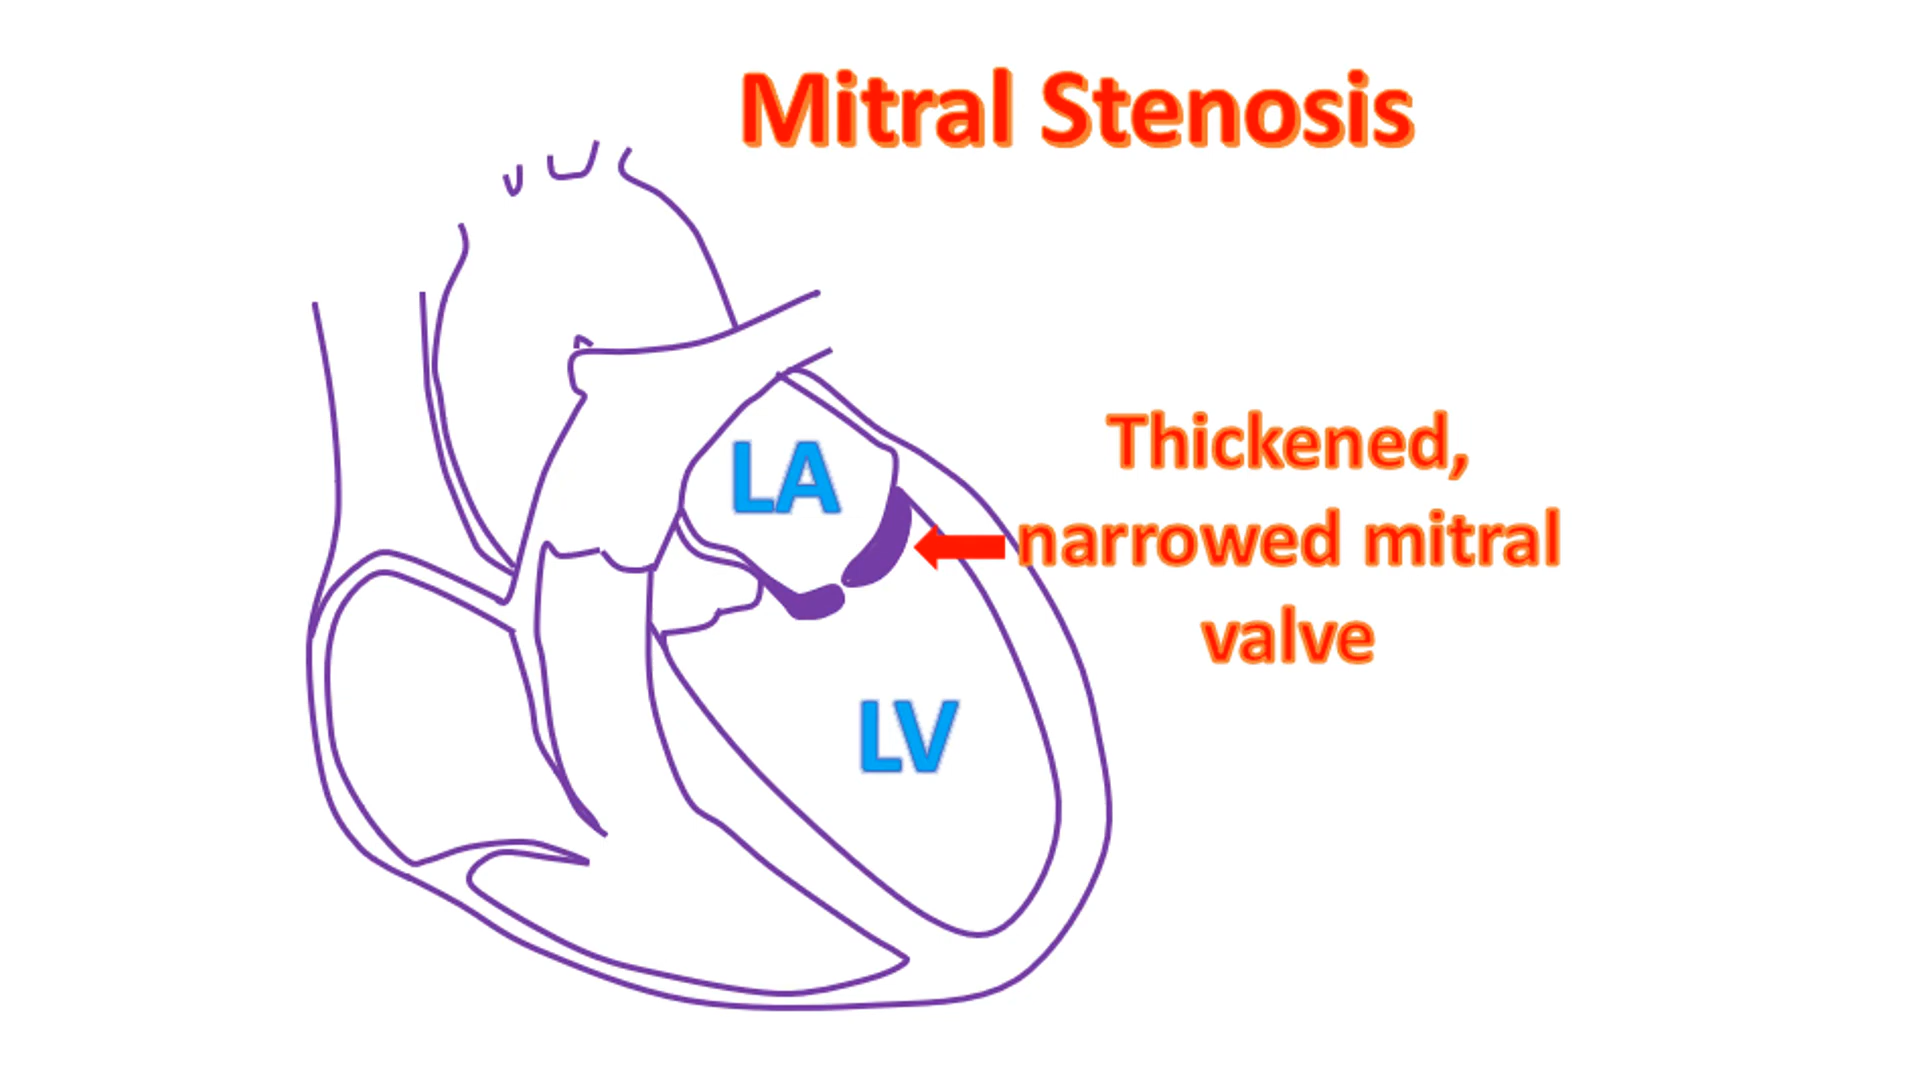 Mitral Stenosis
LA
Thickened,
narrowed mitral
valve
LV